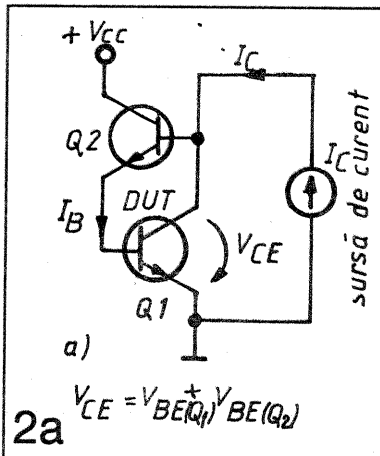 + VCC
IC
Q2
IC
DUT
IB
VCE
sursă de curent
Q1
a)
VCE = VBE(Q1) + VBE(Q2)
2a